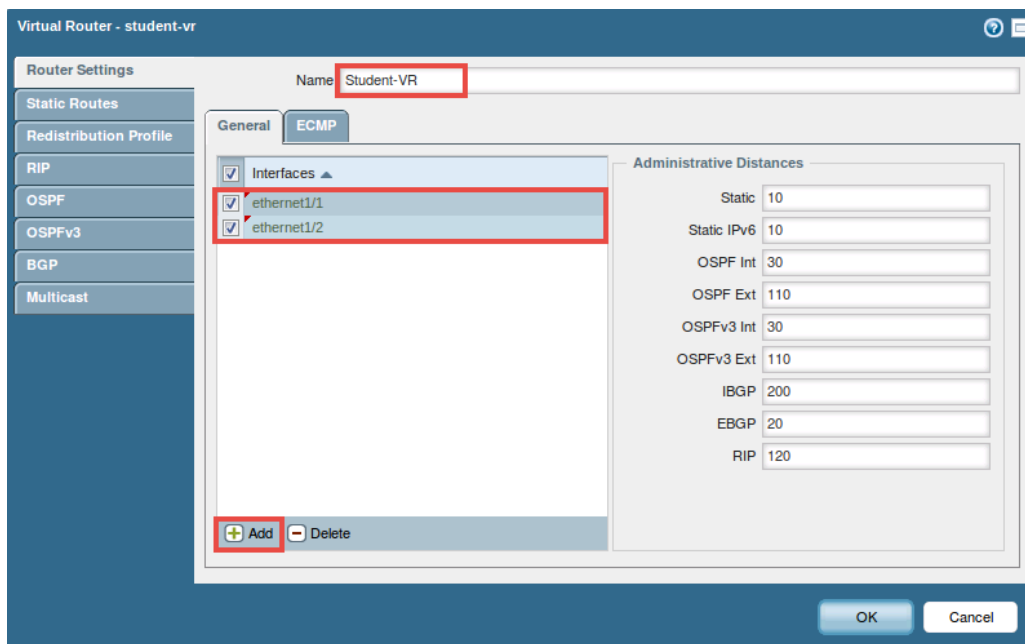 Virtual Router - student-vr
Router Settings
Static Routes
Redistribution Profile
RIP
OSPF
OSPFv3
BGP
Multicast
Name Student-VR
General ECMP
Interfaces
ethernet1/1
ethernet1/2
Add Delete
Administrative Distances
Static 10
Static IPv6 10
OSPF Int 30
OSPF Ext 110
OSPFv3 Int 30
OSPFv3 Ext 110
IBGP 200
EBGP 20
RIP 120
OK Cancel